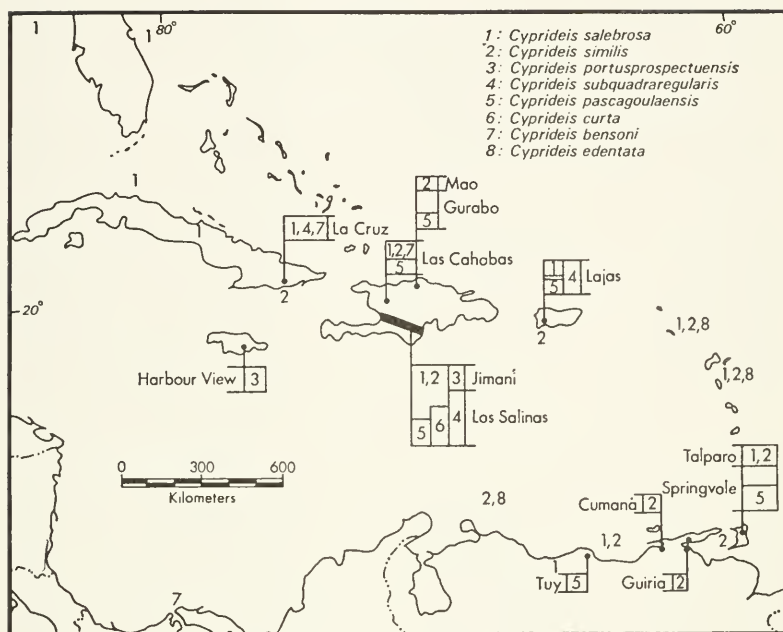 80°
60°
1
1
1: Cyprideis salebrosa
2: Cyprideis similis
3: Cyprideis portusprospectuensis
4: Cyprideis subquadraregularis
5: Cyprideis pascagoulaensis
6: Cyprideis curta
7: Cyprideis bensoni
8: Cyprideis edentata
1
1
2 Mao
Gurabo
5
1,4,7 La Cruz
2
1,2,7 Las Cahobas
5
1 4 Lajas
5
2
20°
1,2,8
1,2,8
Harbour View 3
1,2 3 Jimaní
5 6 4 Los Salinas
0 300 600
Kilometers
Talparo 1,2
Springvole 5
2,8
Cumaná 2
1,2
2
Tuy 5
Guiria 2
7